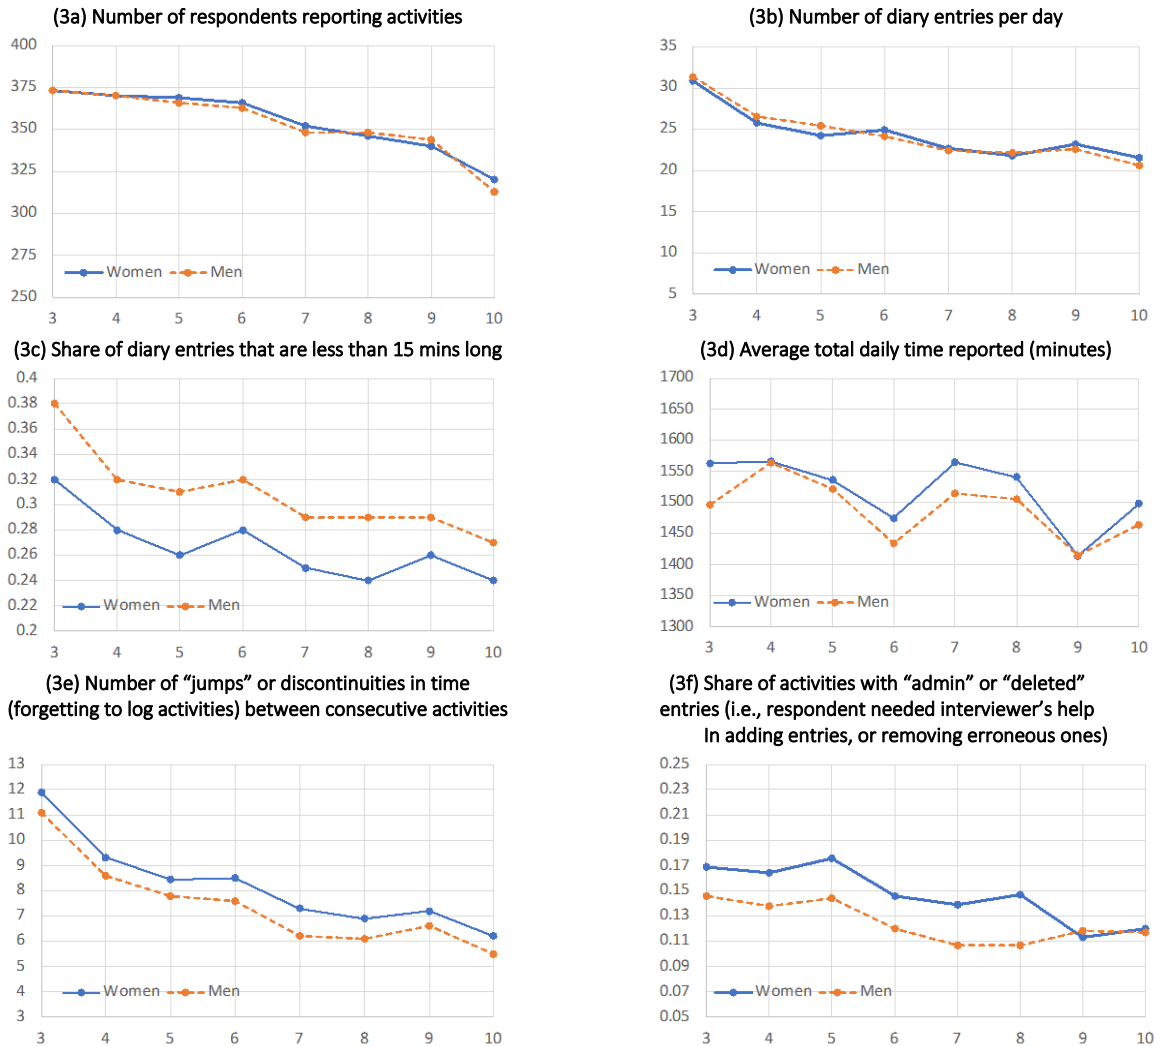 (3a) Number of respondents reporting activities
400
375
350
325
300
275
250
Women
Men
3 4 5 6 7 8 9 10
(3b) Number of diary entries per day
35
30
25
20
15
10
5
Women
Men
3 4 5 6 7 8 9 10
(3c) Share of diary entries that are less than 15 mins long
0.4
0.38
0.36
0.34
0.32
0.3
0.28
0.26
0.24
0.22
0.2
Women
Men
3 4 5 6 7 8 9 10
(3d) Average total daily time reported (minutes)
1700
1650
1600
1550
1500
1450
1400
1350
1300
Women
Men
3 4 5 6 7 8 9 10
(3e) Number of “jumps” or discontinuities in time
(forgetting to log activities) between consecutive activities
13
12
11
10
9
8
7
6
5
4
3
Women
Men
3 4 5 6 7 8 9 10
(3f) Share of activities with “admin” or “deleted”
entries (i.e., respondent needed interviewer’s help
In adding entries, or removing erroneous ones)
0.25
0.23
0.21
0.19
0.17
0.15
0.13
0.11
0.09
0.07
0.05
Women
Men
3 4 5 6 7 8 9 10